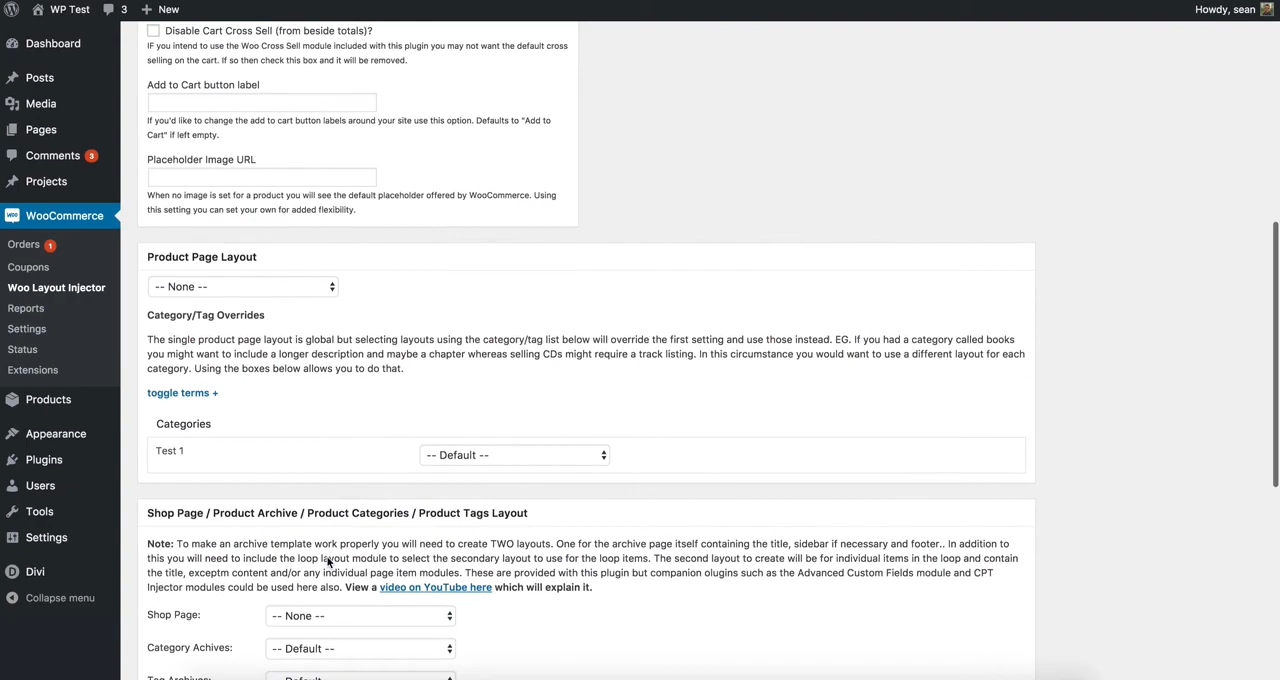 WP Test 3 New Howdy, sean
Dashboard
Posts
Media
Pages
Comments 3
Projects
WooCommerce
Orders 1
Coupons
Woo Layout Injector
Reports
Settings
Status
Extensions
Products
Appearance
Plugins
Users
Tools
Settings
Divi
Collapse menu
Disable Cart Cross Sell (from beside totals)?
IF you intend to use the Woo Cross Sell module included with this plugin you may not want the default cross
selling on the cart. If so then check this box and it will be removed.
Add to Cart button label
If you'd like to change the add to cart button labels around your site use this option. Defaults to "Add to
Cart" if left empty.
Placeholder Image URL
When no image is set for a product you will see the default placeholder offered by WooCommerce. Using
this setting you can set your own for added flexibility.
Product Page Layout
-- None --
Category/Tag Overrides
The single product page layout is global but selecting layouts using the category/tag list below will override the first setting and use those instead. EG. If you had a category called books
you might want to include a longer description and maybe a chapter whereas selling CDs might require a track listing. In this circumstance you would want to use a different layout for each
category. Using the boxes below allows you to do that.
toggle terms +
Categories
Test 1 -- Default --
Shop Page / Product Archive / Product Categories / Product Tags Layout
Note: To make an archive template work properly you will need to create TWO layouts. One for the archive page itself containing the title, sidebar if necessary and footer.. In addition to
this you will need to include the loop layout module to select the secondary layout to use for the loop items. The second layout to create will be for individual items in the loop and contain
the title, exceptm content and/or any individual page item modules. These are provided with this plugin but companion olugins such as the Advanced Custom Fields module and CPT
Injector modules could be used here also. View a video on YouTube here which will explain it.
Shop Page: -- None --
Category Achives: -- Default --
Tag Archives: -- Default --